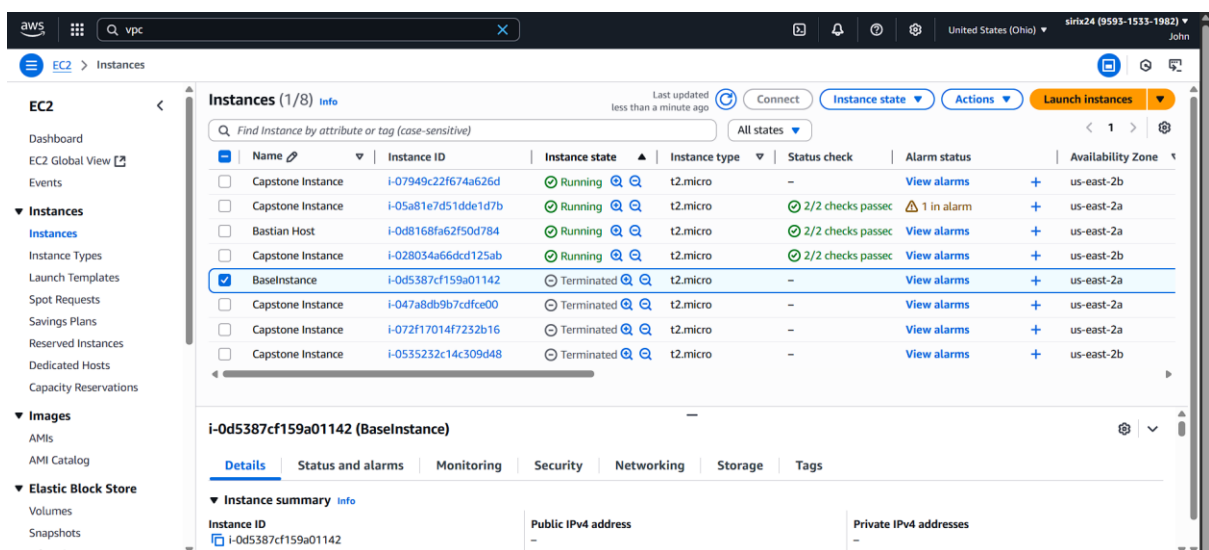 aws
vpc
United States (Ohio)
sirix24 (9593-1533-1982)
John
EC2 > Instances
EC2
Dashboard
EC2 Global View
Events
Instances
Instances
Instance Types
Launch Templates
Spot Requests
Savings Plans
Reserved Instances
Dedicated Hosts
Capacity Reservations
Images
AMIs
AMI Catalog
Elastic Block Store
Volumes
Snapshots
Instances (1/8) Info
Last updated
less than a minute ago
Connect
Instance state
Actions
Launch instances
Find Instance by attribute or tag (case-sensitive)
All states
1
Name Instance ID Instance state Instance type Status check Alarm status Availability Zone
Capstone Instance i-07949c22f674a626d Running t2.micro – View alarms + us-east-2b
Capstone Instance i-05a81e7d51dde1d7b Running t2.micro 2/2 checks passec 1 in alarm + us-east-2a
Bastian Host i-0d8168fa62f50d784 Running t2.micro 2/2 checks passec View alarms + us-east-2a
Capstone Instance i-028034a66dcd125ab Running t2.micro 2/2 checks passec View alarms + us-east-2b
BaseInstance i-0d5387cf159a01142 Terminated t2.micro – View alarms + us-east-2a
Capstone Instance i-047a8db9b7cdfce00 Terminated t2.micro – View alarms + us-east-2a
Capstone Instance i-072f17014f7232b16 Terminated t2.micro – View alarms + us-east-2a
Capstone Instance i-0535232c14c309d48 Terminated t2.micro – View alarms + us-east-2b
i-0d5387cf159a01142 (BaseInstance)
Details Status and alarms Monitoring Security Networking Storage Tags
Instance summary Info
Instance ID Public IPv4 address Private IPv4 addresses
i-0d5387cf159a01142 – –